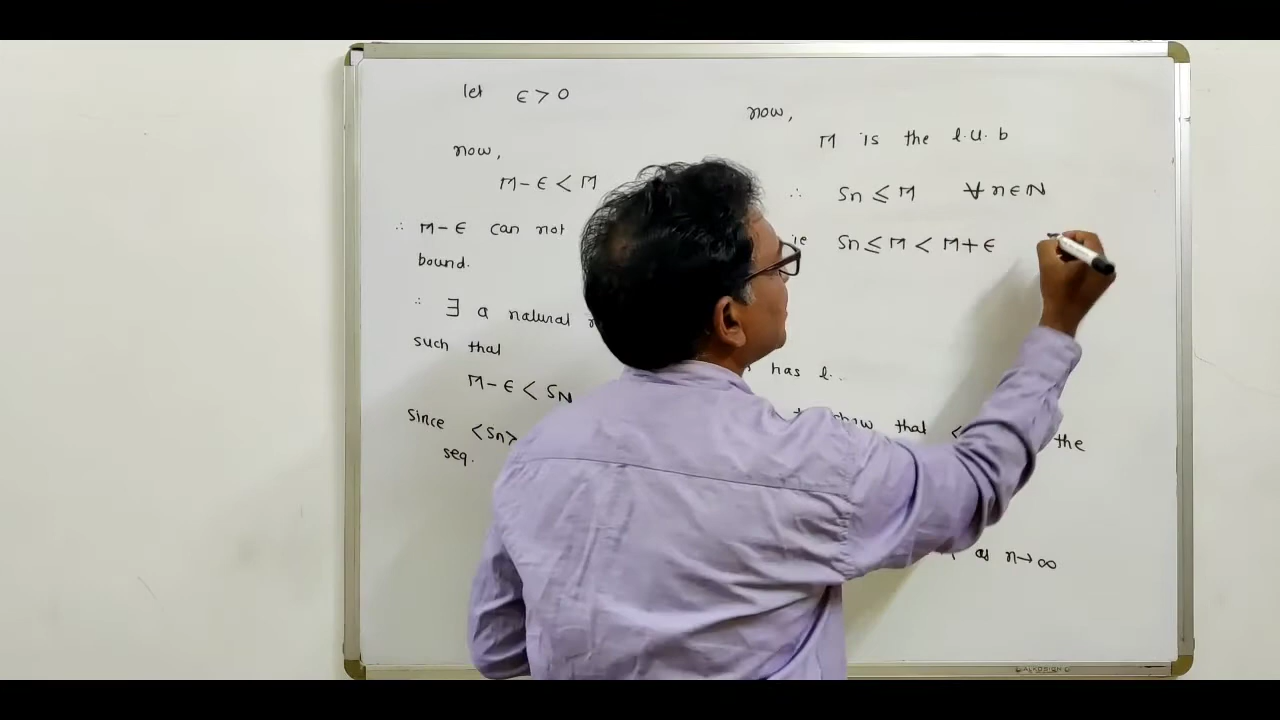 let ϵ > 0
now,
M - ϵ < M
∴ M - ϵ can not
bound.
∴ ∃ a natural
such that
M - ϵ < SN
Since <Sn>
seq.
now,
M is the l.u.b
∴ Sn ≤ M ∀ n ∈ N
ie Sn ≤ M < M + ϵ
has l.
show that < the
as n → ∞